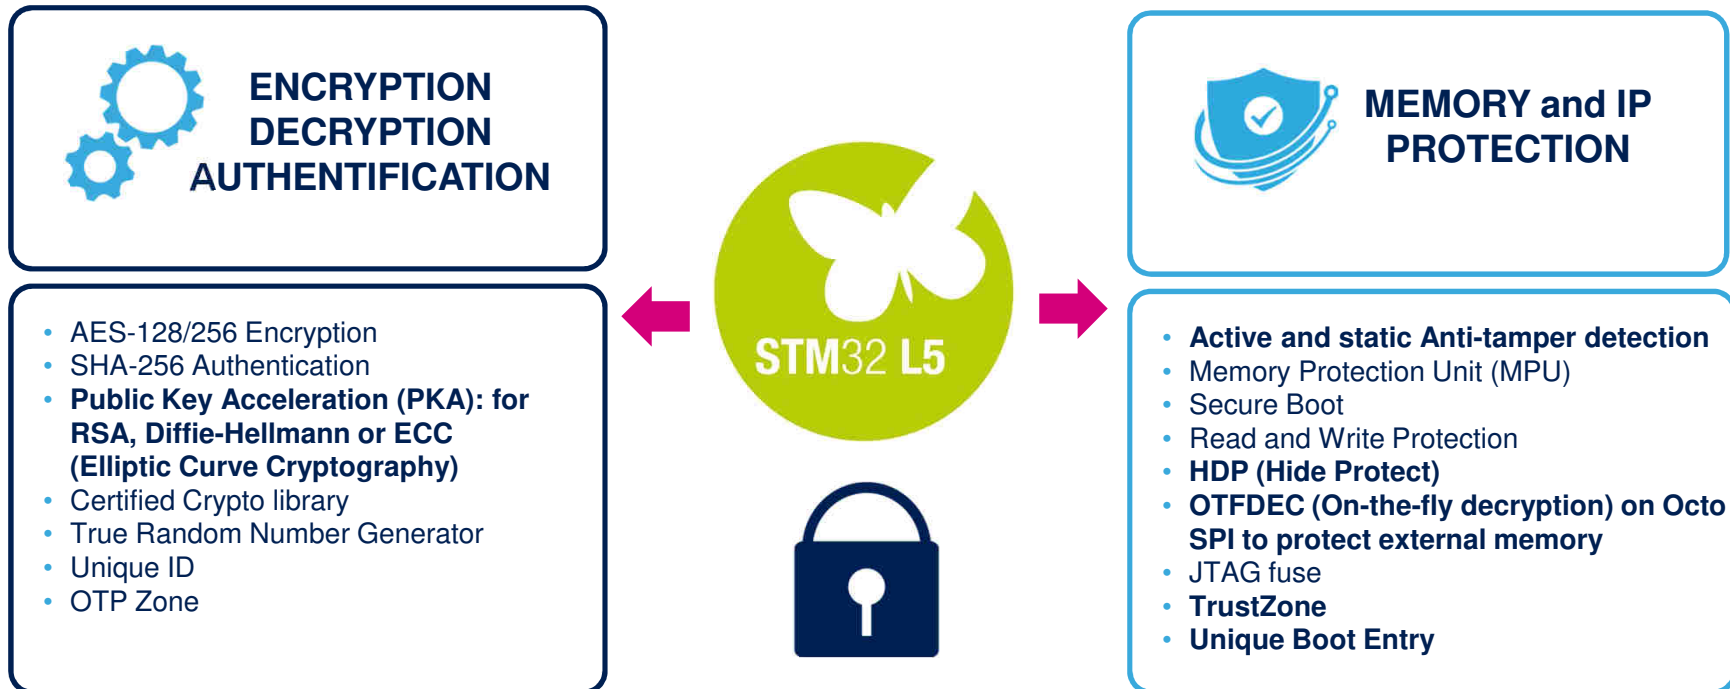 ENCRYPTION
DECRYPTION
AUTHENTIFICATION
• AES-128/256 Encryption
• SHA-256 Authentication
• Public Key Acceleration (PKA): for
RSA, Diffie-Hellmann or ECC
(Elliptic Curve Cryptography)
• Certified Crypto library
• True Random Number Generator
• Unique ID
• OTP Zone
STM32 L5
MEMORY and IP
PROTECTION
• Active and static Anti-tamper detection
• Memory Protection Unit (MPU)
• Secure Boot
• Read and Write Protection
• HDP (Hide Protect)
• OTFDEC (On-the-fly decryption) on Octo
SPI to protect external memory
• JTAG fuse
• TrustZone
• Unique Boot Entry